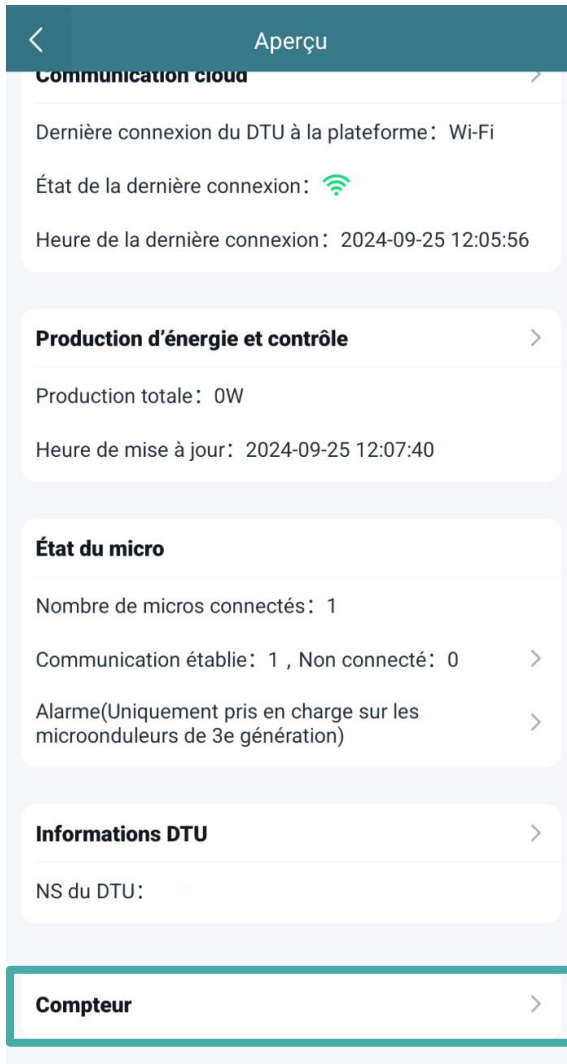 Aperçu
Communication cloud
Dernière connexion du DTU à la plateforme： Wi-Fi
État de la dernière connexion：
Heure de la dernière connexion： 2024-09-25 12:05:56
Production d’énergie et contrôle
Production totale： 0W
Heure de mise à jour： 2024-09-25 12:07:40
État du micro
Nombre de micros connectés： 1
Communication établie： 1 , Non connecté： 0
Alarme(Uniquement pris en charge sur les
microonduleurs de 3e génération)
Informations DTU
NS du DTU：
Compteur